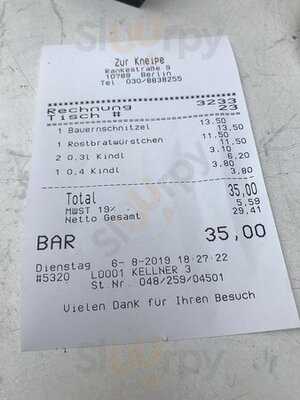 Zur Kneipe
Rankestraße 9
10789 Berlin
Tel. 030/8838255
Rechnung 3233
Tisch # 23
13.50
1 Bauernschnitzel 13,50
11.50
1 Rostbratwürstchen 11,50
3.10
2 0,3l Kindl 6,20
3.80
1 0,4 Kindl 3,80
Total 35,00
MWST 19% 5,59
Netto Gesamt 29,41
BAR 35,00
Dienstag 6- 8-2019 18:27:22
#5320 L0001 KELLNER 3
St.Nr. 048/259/04501
Vielen Dank für Ihren Besuch